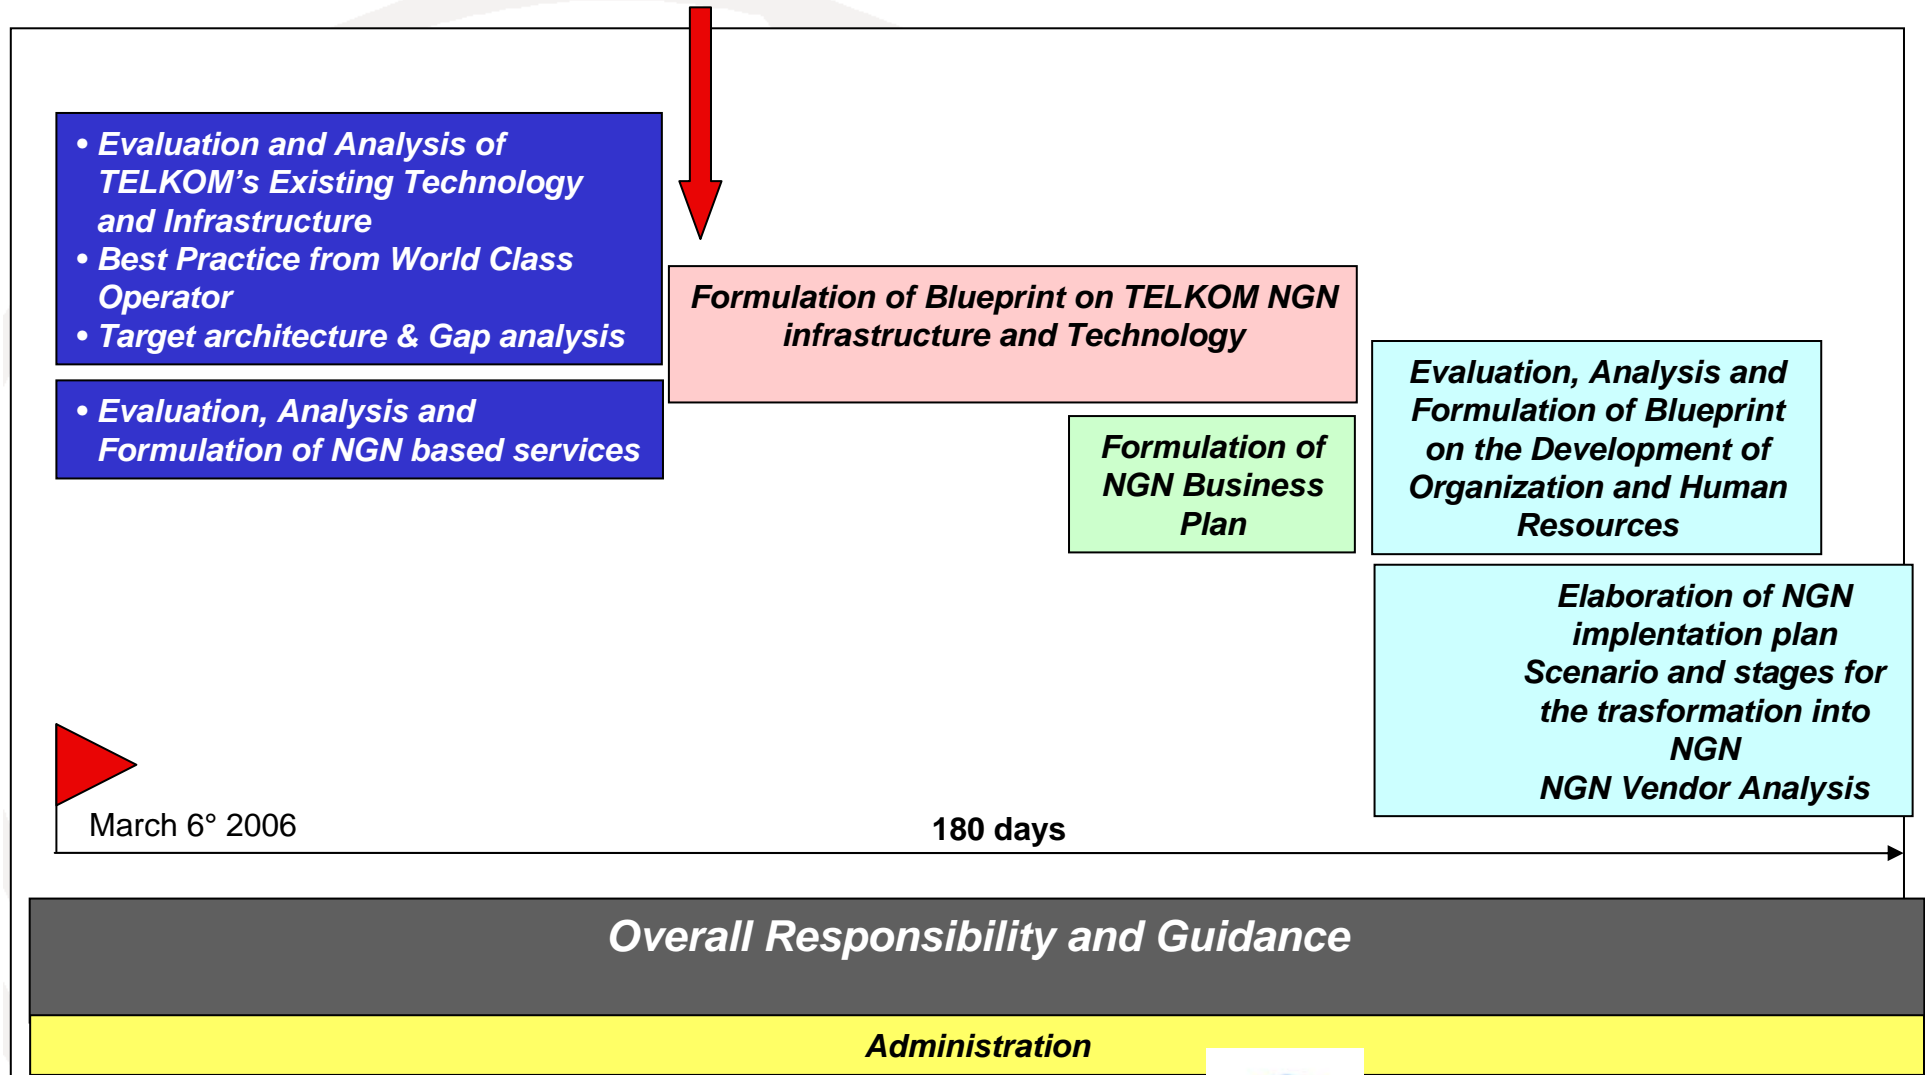 • Evaluation and Analysis of
TELKOM's Existing Technology
and Infrastructure
• Best Practice from World Class
Operator
• Target architecture & Gap analysis
• Evaluation, Analysis and
Formulation of NGN based services
Formulation of Blueprint on TELKOM NGN
infrastructure and Technology
Formulation of
NGN Business
Plan
Evaluation, Analysis and
Formulation of Blueprint
on the Development of
Organization and Human
Resources
Elaboration of NGN
implentation plan
Scenario and stages for
the trasformation into
NGN
NGN Vendor Analysis
March 6° 2006
180 days
Overall Responsibility and Guidance
Administration